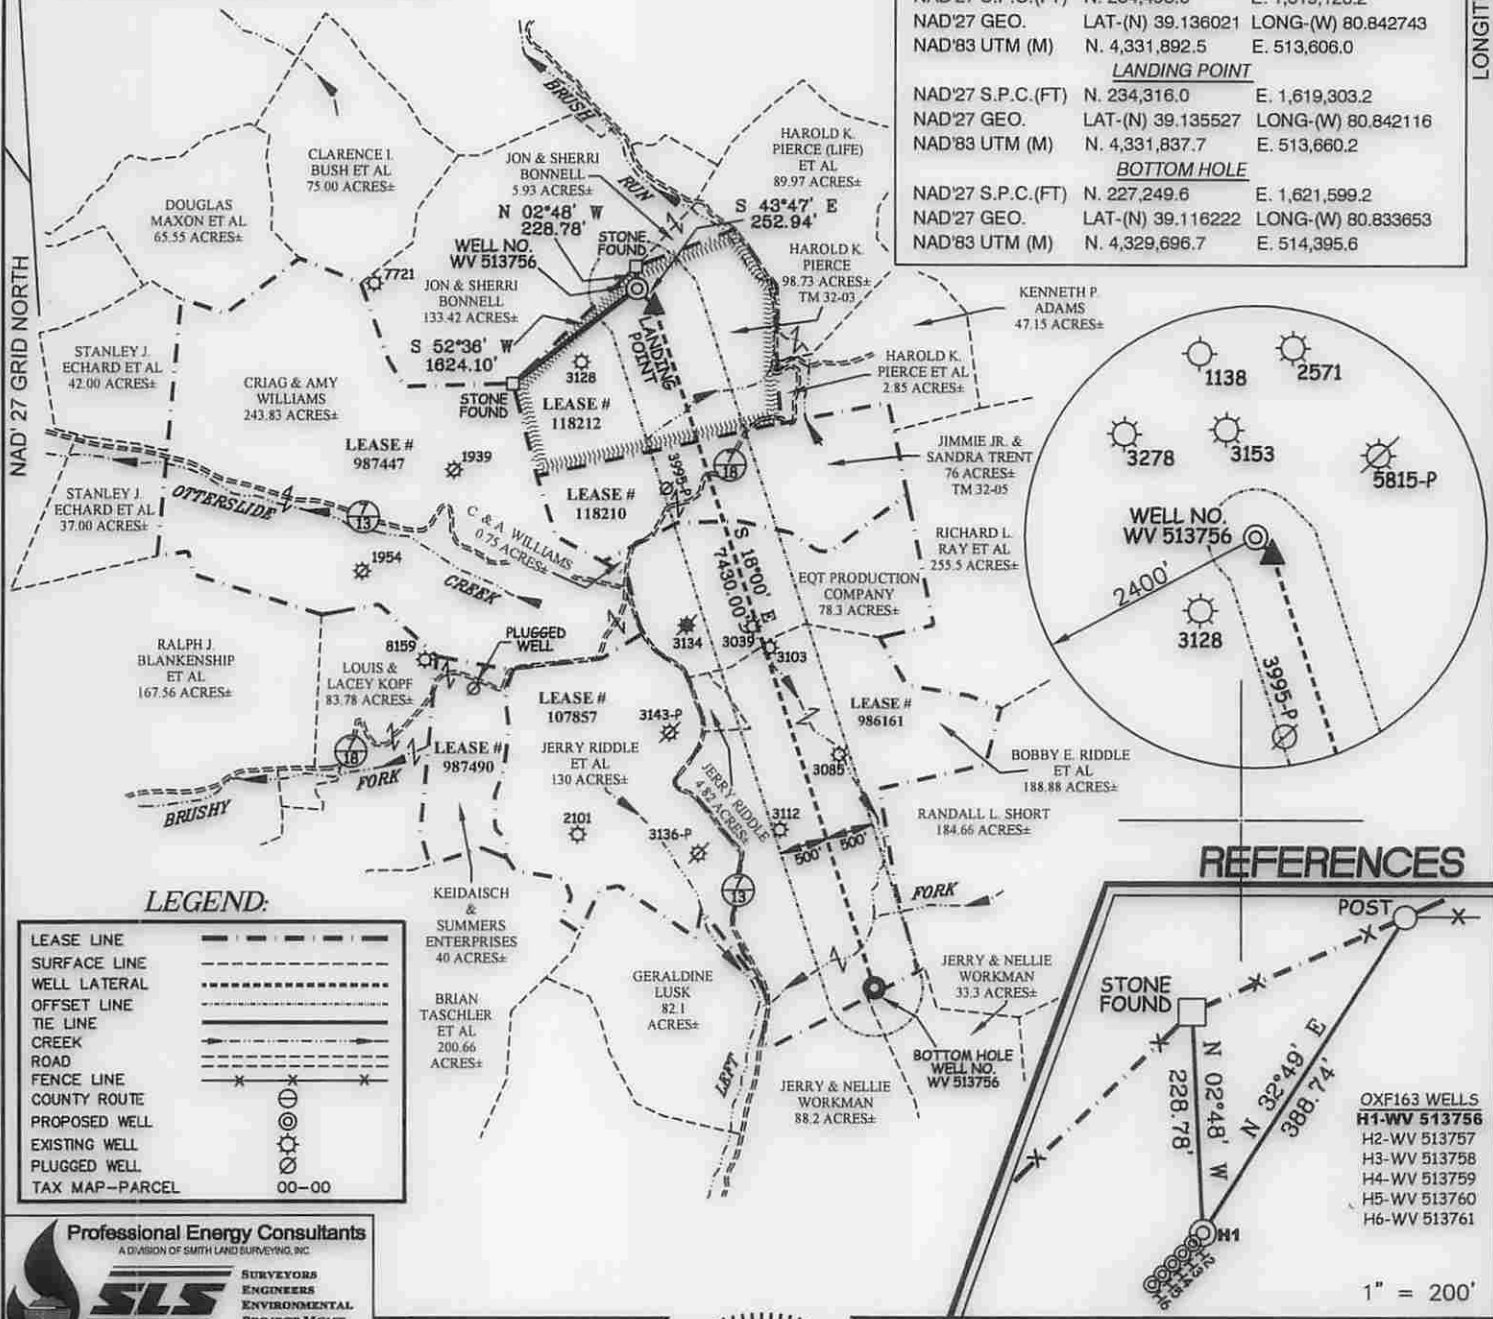 NAD'27 GEO. LAT-(N) 39.136021 LONG-(W) 80.842743
NAD'83 UTM (M) N. 4,331,892.5 E. 513,606.0
LANDING POINT
NAD'27 S.P.C.(FT) N. 234,316.0 E. 1,619,303.2
NAD'27 GEO. LAT-(N) 39.135527 LONG-(W) 80.842116
NAD'83 UTM (M) N. 4,331,837.7 E. 513,660.2
BOTTOM HOLE
NAD'27 S.P.C.(FT) N. 227,249.6 E. 1,621,599.2
NAD'27 GEO. LAT-(N) 39.116222 LONG-(W) 80.833653
NAD'83 UTM (M) N. 4,329,696.7 E. 514,395.6
NAD'27 GRID NORTH
BRUSH
RUN
CLARENCE I.
BUSH ET AL
75.00 ACRES±
JON & SHERRI
BONNELL
5.93 ACRES±
HAROLD K.
PIERCE (LIFE)
ET AL
89.97 ACRES±
DOUGLAS
MAXON ET AL
65.55 ACRES±
N 02°48' W
228.78'
S 43°47' E
252.94'
STONE
FOUND
WELL NO.
WV 513756
HAROLD K.
PIERCE
98.73 ACRES±
TM 32-03
7721
JON & SHERRI
BONNELL
133.42 ACRES±
KENNETH P.
ADAMS
47.15 ACRES±
LANDING
POINT
S 52°36' W
1624.10'
STANLEY J.
ECHARD ET AL
42.00 ACRES±
3128
HAROLD K.
PIERCE ET AL
2.85 ACRES±
CRIAG & AMY
WILLIAMS
243.83 ACRES±
STONE
FOUND
LEASE #
118212
LEASE #
987447
1939
JIMMIE JR. &
SANDRA TRENT
76 ACRES±
TM 32-05
7
18
3995-P
STANLEY J.
ECHARD ET AL
37.00 ACRES±
OTTERSLIDE
CREEK
7
13
LEASE #
118210
C & A WILLIAMS
0.75 ACRES±
1954
S 18°00' E
7430.00'
RICHARD L.
RAY ET AL
255.5 ACRES±
EQT PRODUCTION
COMPANY
78.3 ACRES±
RALPH J.
BLANKENSHIP
ET AL
167.56 ACRES±
8159
PLUGGED
WELL
3134
3039
3103
LOUIS &
LACEY KOPF
83.78 ACRES±
LEASE #
107857
LEASE #
986161
3143-P
7
18
LEASE #
987490
JERRY RIDDLE
ET AL
130 ACRES±
JERRY RIDDLE
4.82 ACRES±
3085
BOBBY E. RIDDLE
ET AL
188.88 ACRES±
BRUSHY
FORK
2101
3136-P
3112
500'
500'
RANDALL L. SHORT
184.66 ACRES±
7
13
FORK
KEIDAISCH
&
SUMMERS
ENTERPRISES
40 ACRES±
BRIAN
TASCHLER
ET AL
200.66
ACRES±
GERALDINE
LUSK
82.1
ACRES±
LEFT
JERRY & NELLIE
WORKMAN
33.3 ACRES±
BOTTOM HOLE
WELL NO.
WV 513756
JERRY & NELLIE
WORKMAN
88.2 ACRES±
1138
2571
3278
3153
5815-P
WELL NO.
WV 513756
2400'
3128
3995-P
LEGEND:
LEASE LINE
SURFACE LINE
WELL LATERAL
OFFSET LINE
TIE LINE
CREEK
ROAD
FENCE LINE
COUNTY ROUTE
PROPOSED WELL
EXISTING WELL
PLUGGED WELL
TAX MAP-PARCEL 00-00
REFERENCES
POST
STONE
FOUND
N 02°48' W
228.78'
N 32°49' E
388.74'
H1
H2
H3
H4
H5
H6
OXF163 WELLS
H1-WV 513756
H2-WV 513757
H3-WV 513758
H4-WV 513759
H5-WV 513760
H6-WV 513761
1" = 200'
Professional Energy Consultants
A DIVISION OF SMITH LAND SURVEYING, INC.
SLS
SURVEYORS
ENGINEERS
ENVIRONMENTAL
LONGIT